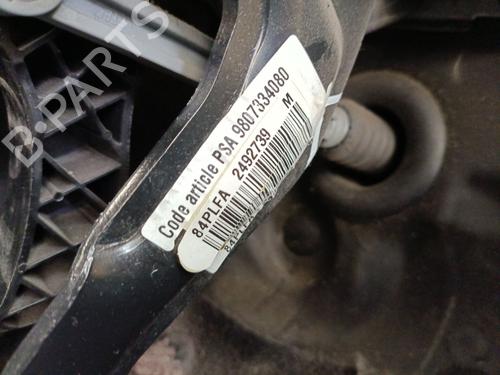 B-PARTS
Code article PSA 9807334080
84PLFA 2492739 M